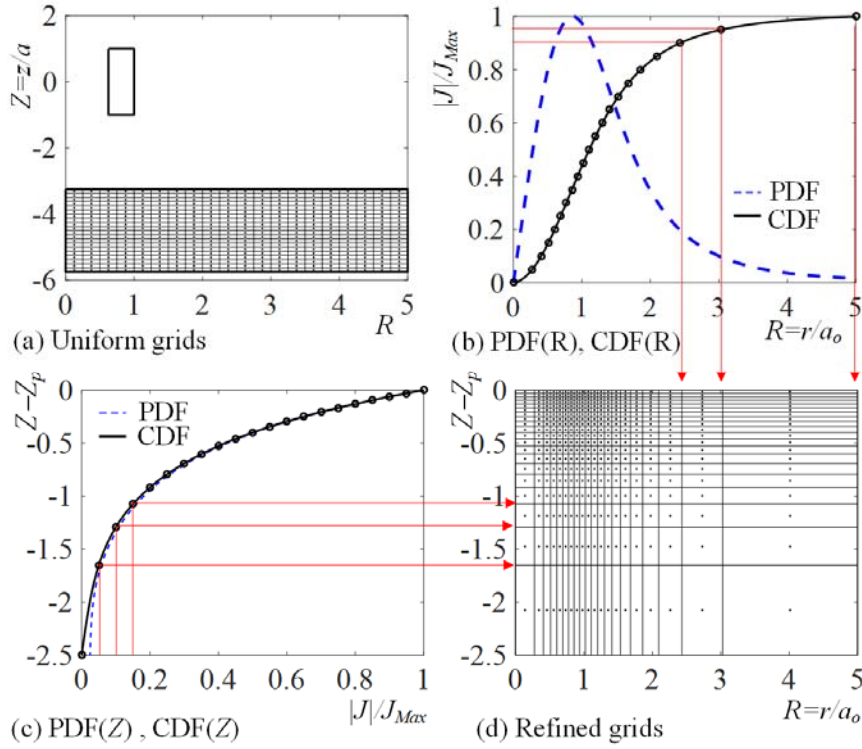 Z=z/a
2
0
-2
-4
-6
0 1 2 3 4 5
R
(a) Uniform grids
|J|/J_Max
1
0.8
0.6
0.4
0.2
0
PDF
CDF
0 1 2 3 4 5
(b) PDF(R), CDF(R)
R=r/a_o
Z−Z_p
0
-0.5
-1
-1.5
-2
-2.5
PDF
CDF
0 0.2 0.4 0.6 0.8 1
|J|/J_Max
(c) PDF(Z) , CDF(Z)
Z−Z_p
0
-0.5
-1
-1.5
-2
-2.5
0 1 2 3 4 5
(d) Refined grids
R=r/a_o